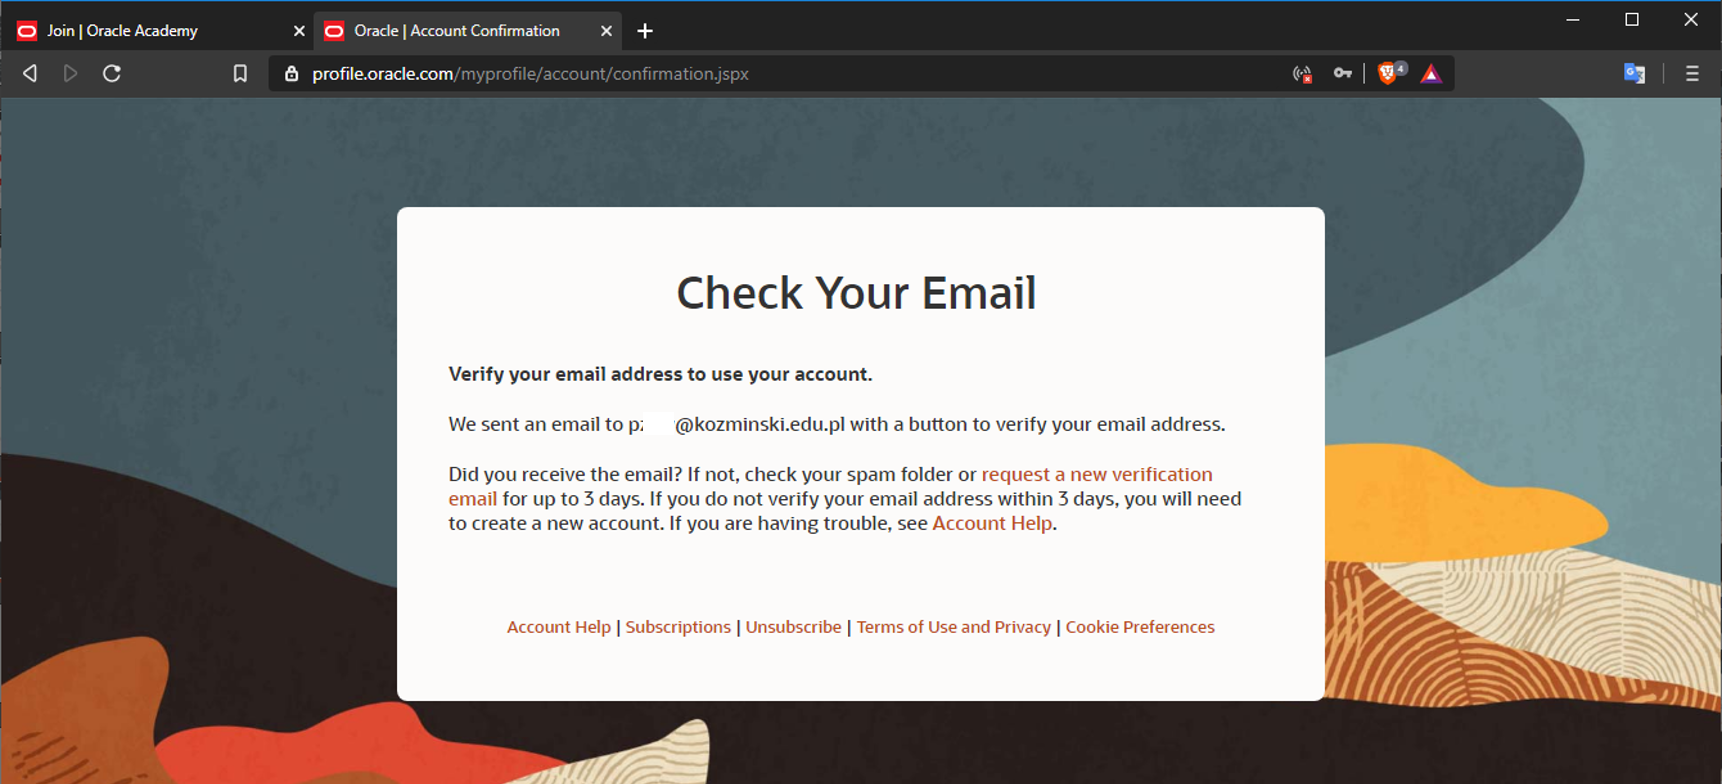 Join | Oracle Academy
Oracle | Account Confirmation
profile.oracle.com/myprofile/account/confirmation.jspx
4
Check Your Email
Verify your email address to use your account.
We sent an email to pz @kozminski.edu.pl with a button to verify your email address.
Did you receive the email? If not, check your spam folder or request a new verification
email for up to 3 days. If you do not verify your email address within 3 days, you will need
to create a new account. If you are having trouble, see Account Help.
Account Help | Subscriptions | Unsubscribe | Terms of Use and Privacy | Cookie Preferences